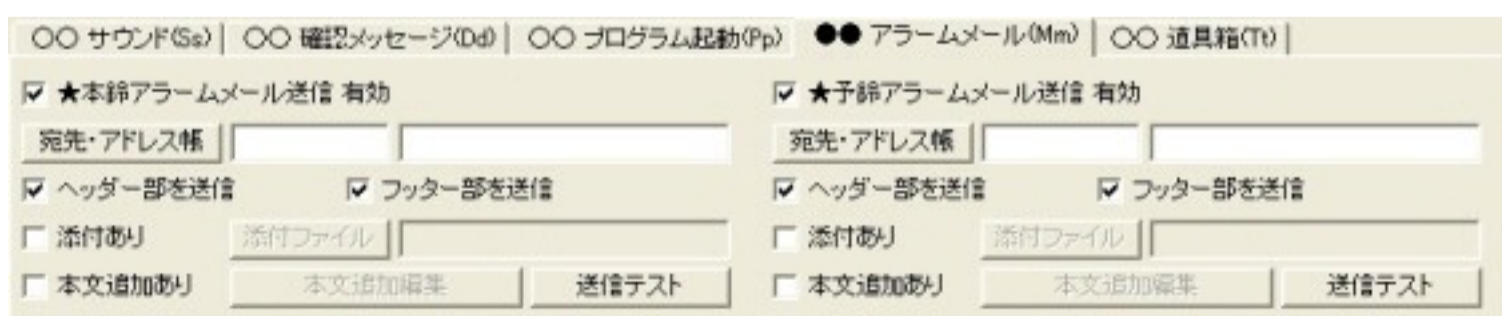 ○○ サウンド(Ss) ○○ 確認メッセージ(Dd) ○○ プログラム起動(Pp) ●● アラームメール(Mm) ○○ 道具箱(Tt)
★本鈴アラームメール送信 有効 ★予鈴アラームメール送信 有効
宛先・アドレス帳 宛先・アドレス帳
ヘッダー部を送信 フッター部を送信 ヘッダー部を送信 フッター部を送信
添付あり 添付ファイル 添付あり 添付ファイル
本文追加あり 本文追加編集 送信テスト 本文追加あり 本文追加編集 送信テスト